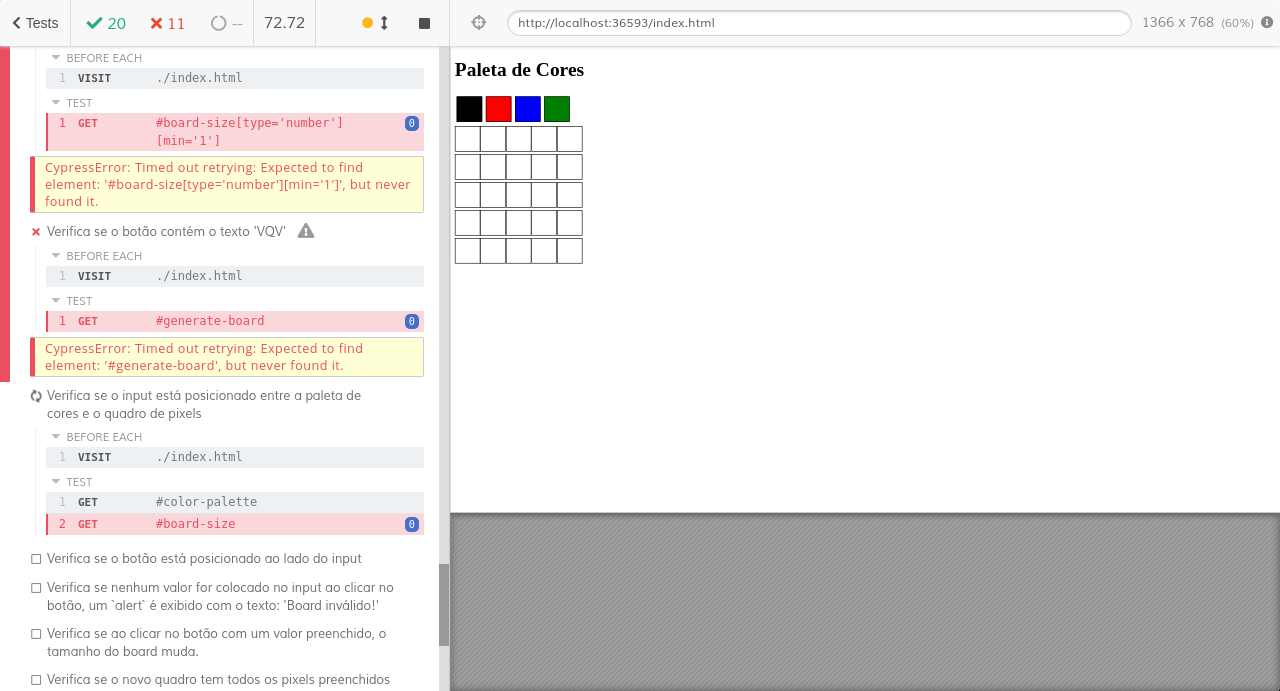 Tests
20
11
--
72.72
http://localhost:36593/index.html
1366 x 768 (60%)
BEFORE EACH
1 VISIT ./index.html
TEST
1 GET #board-size[type='number'] 0
[min='1']
CypressError: Timed out retrying: Expected to find
element: '#board-size[type='number'][min='1']', but never
found it.
Verifica se o botão contém o texto 'VQV'
BEFORE EACH
1 VISIT ./index.html
TEST
1 GET #generate-board 0
CypressError: Timed out retrying: Expected to find
element: '#generate-board', but never found it.
Verifica se o input está posicionado entre a paleta de
cores e o quadro de pixels
BEFORE EACH
1 VISIT ./index.html
TEST
1 GET #color-palette
2 GET #board-size 0
Verifica se o botão está posicionado ao lado do input
Verifica se nenhum valor for colocado no input ao clicar no
botão, um `alert` é exibido com o texto: 'Board inválido!'
Verifica se ao clicar no botão com um valor preenchido, o
tamanho do board muda.
Verifica se o novo quadro tem todos os pixels preenchidos
Paleta de Cores